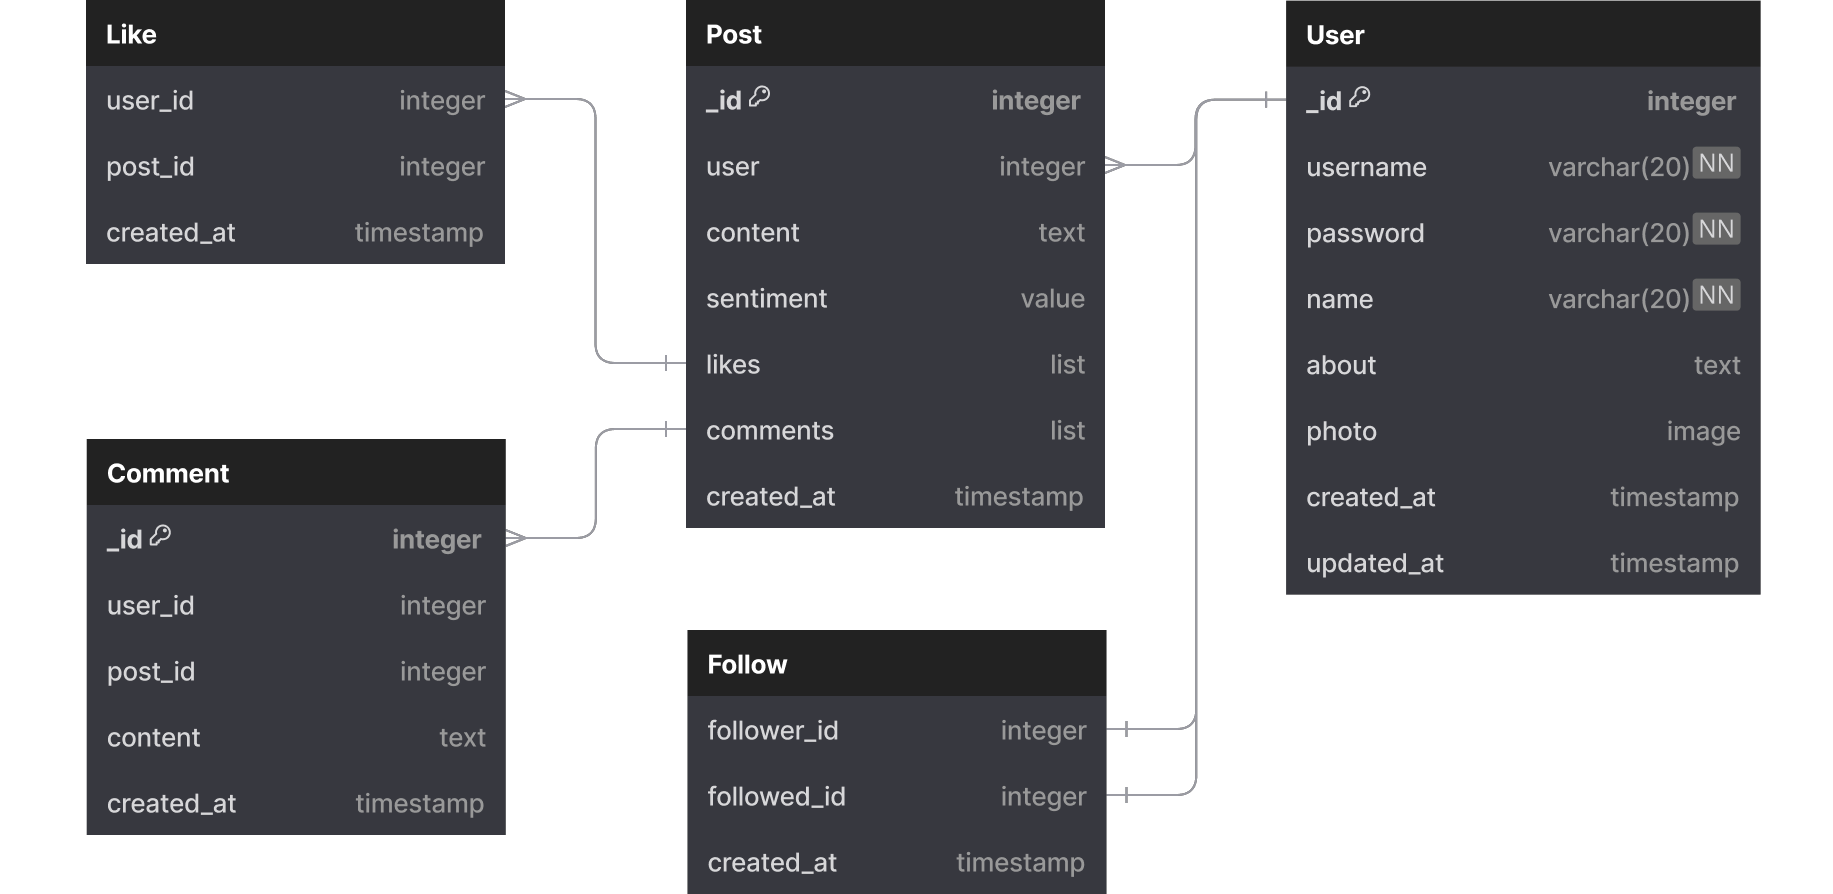 Like
user_id integer
post_id integer
created_at timestamp
Post
_id integer
user integer
content text
sentiment value
likes list
comments list
created_at timestamp
User
_id integer
username varchar(20) NN
password varchar(20) NN
name varchar(20) NN
about text
photo image
created_at timestamp
updated_at timestamp
Comment
_id integer
user_id integer
post_id integer
content text
created_at timestamp
Follow
follower_id integer
followed_id integer
created_at timestamp